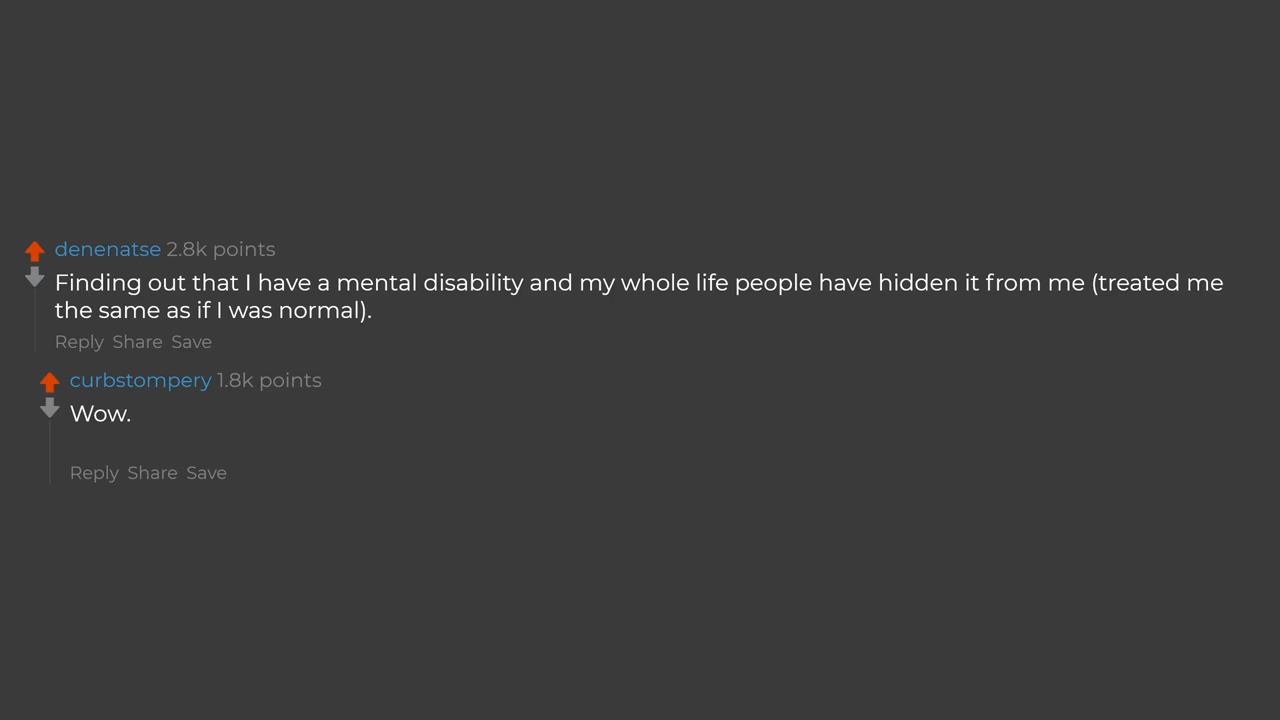 denenatse 2.8k points
Finding out that I have a mental disability and my whole life people have hidden it from me (treated me
the same as if I was normal).
Reply Share Save
curbstompery 1.8k points
Wow.
Reply Share Save